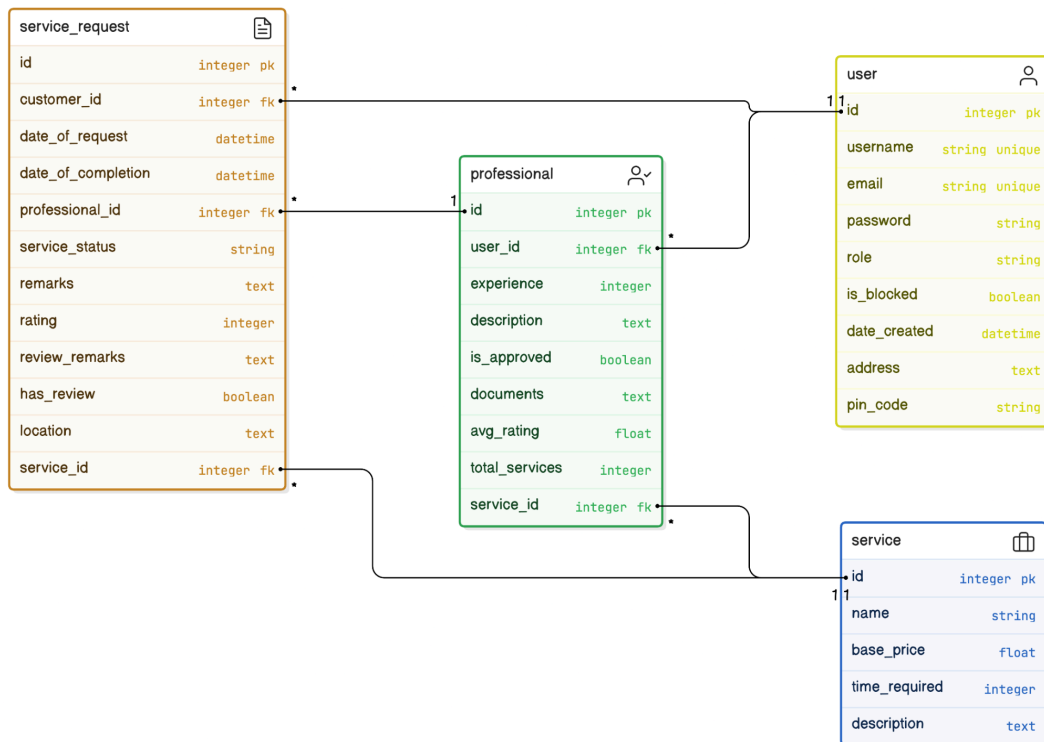 service_request
id integer pk
customer_id integer fk
date_of_request datetime
date_of_completion datetime
professional_id integer fk
service_status string
remarks text
rating integer
review_remarks text
has_review boolean
location text
service_id integer fk
*
*
*
professional
1
id integer pk
user_id integer fk
experience integer
description text
is_approved boolean
documents text
avg_rating float
total_services integer
service_id integer fk
*
*
user
1 1
id integer pk
username string unique
email string unique
password string
role string
is_blocked boolean
date_created datetime
address text
pin_code string
service
id integer pk
1 1
name string
base_price float
time_required integer
description text